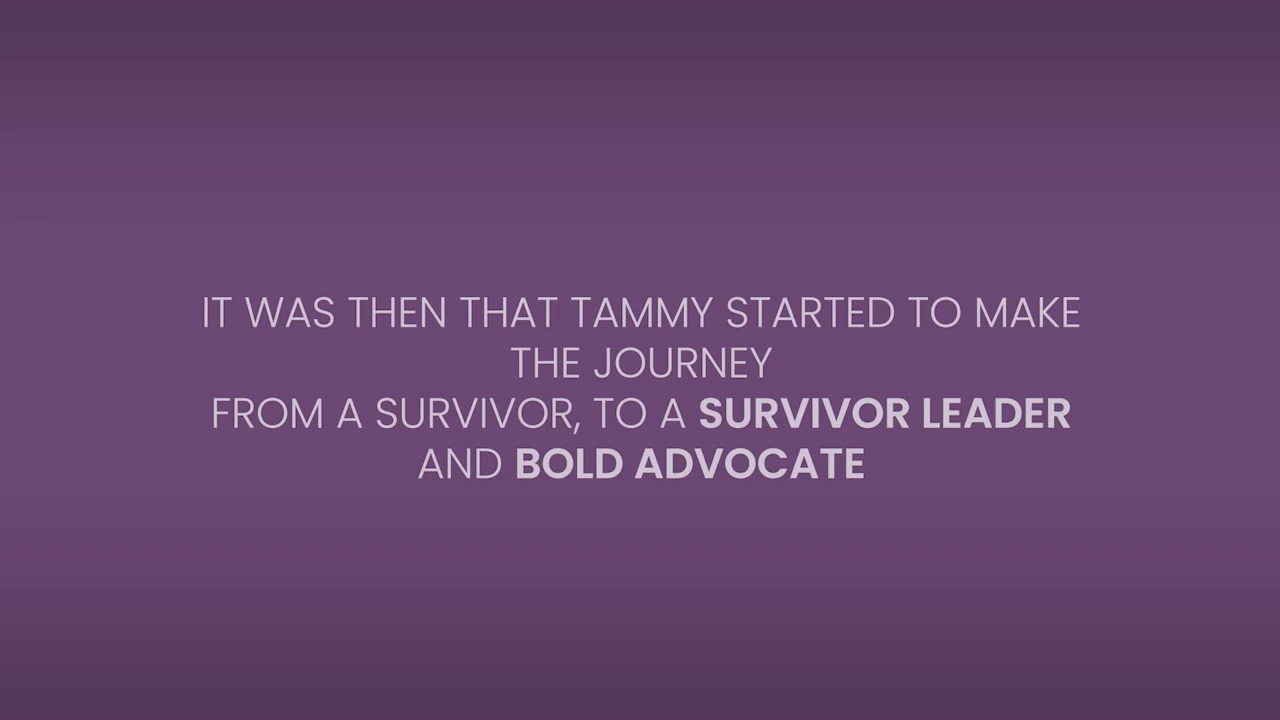 IT WAS THEN THAT TAMMY STARTED TO MAKE
THE JOURNEY
FROM A SURVIVOR, TO A SURVIVOR LEADER
AND BOLD ADVOCATE